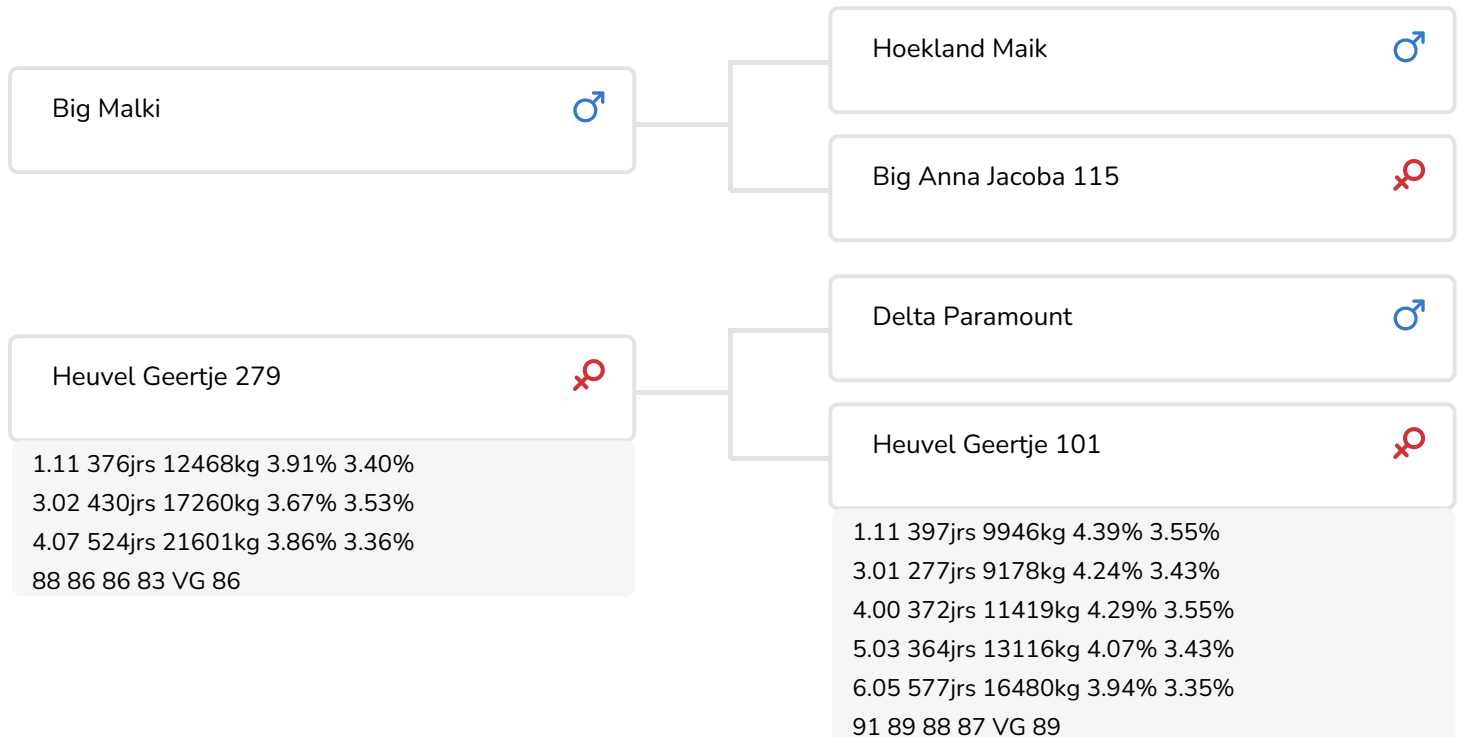 Big Malki
Hoekland Maik
Big Anna Jacoba 115
Heuvel Geertje 279
1.11 376jrs 12468kg 3.91% 3.40%
3.02 430jrs 17260kg 3.67% 3.53%
4.07 524jrs 21601kg 3.86% 3.36%
88 86 86 83 VG 86
Delta Paramount
Heuvel Geertje 101
1.11 397jrs 9946kg 4.39% 3.55%
3.01 277jrs 9178kg 4.24% 3.43%
4.00 372jrs 11419kg 4.29% 3.55%
5.03 364jrs 13116kg 4.07% 3.43%
6.05 577jrs 16480kg 3.94% 3.35%
91 89 88 87 VG 89